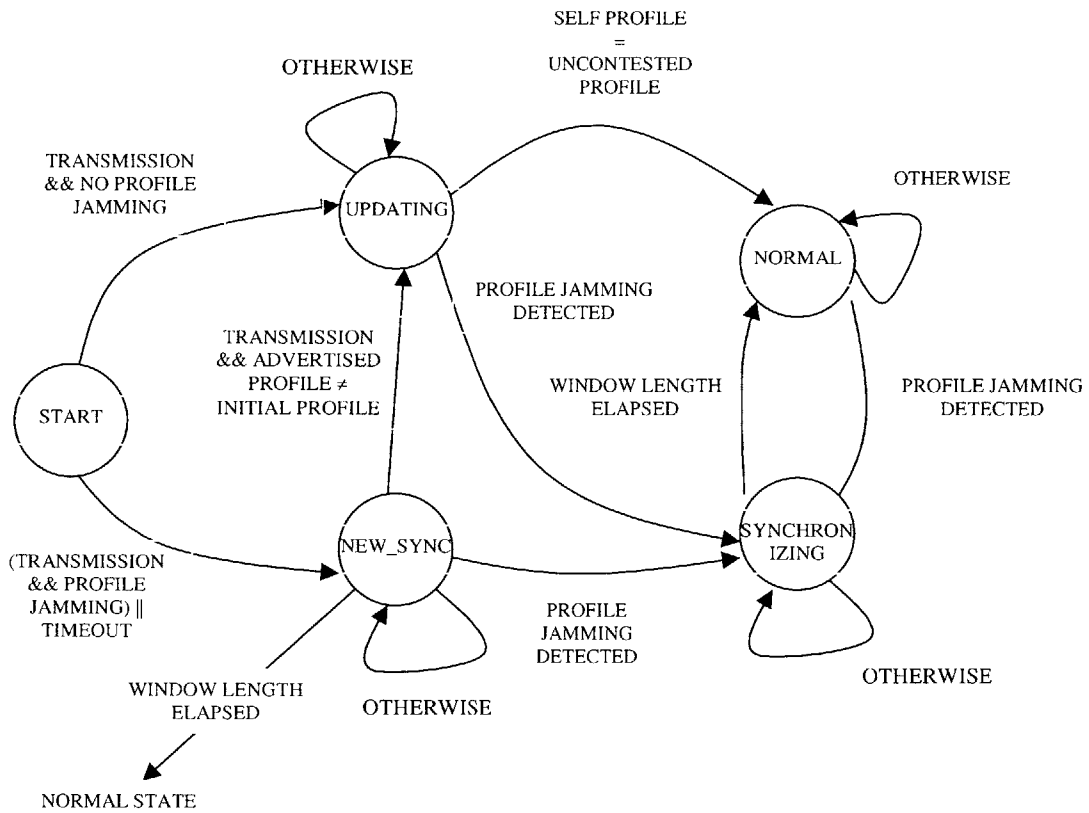 SELF PROFILE
=
UNCONTESTED
PROFILE
OTHERWISE
TRANSMISSION
&& NO PROFILE
JAMMING
UPDATING
OTHERWISE
NORMAL
PROFILE JAMMING
DETECTED
TRANSMISSION
&& ADVERTISED
PROFILE ≠
INITIAL PROFILE
WINDOW LENGTH
ELAPSED
PROFILE JAMMING
DETECTED
START
NEW_SYNC
SYNCHRON
IZING
(TRANSMISSION
&& PROFILE
JAMMING) ||
TIMEOUT
PROFILE
JAMMING
DETECTED
OTHERWISE
WINDOW LENGTH
ELAPSED
OTHERWISE
NORMAL STATE